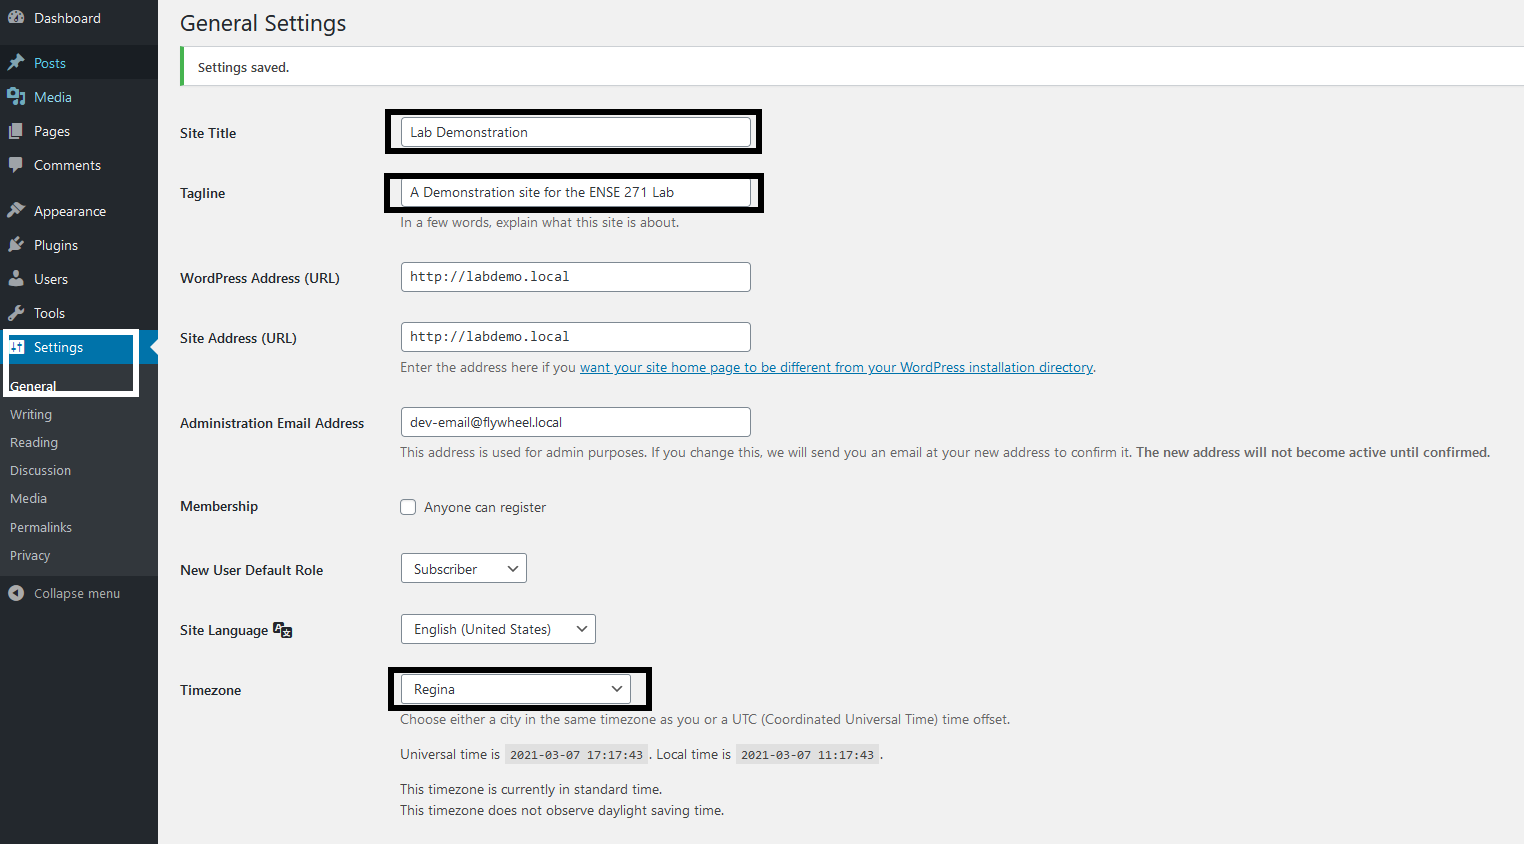 Dashboard
Posts
Media
Pages
Comments
Appearance
Plugins
Users
Tools
Settings
General
Writing
Reading
Discussion
Media
Permalinks
Privacy
Collapse menu
General Settings
Settings saved.
Site Title
Lab Demonstration
Tagline
A Demonstration site for the ENSE 271 Lab
In a few words, explain what this site is about.
WordPress Address (URL)
http://labdemo.local
Site Address (URL)
http://labdemo.local
Enter the address here if you want your site home page to be different from your WordPress installation directory.
Administration Email Address
dev-email@flywheel.local
This address is used for admin purposes. If you change this, we will send you an email at your new address to confirm it. The new address will not become active until confirmed.
Membership
Anyone can register
New User Default Role
Subscriber
Site Language
English (United States)
Timezone
Regina
Choose either a city in the same timezone as you or a UTC (Coordinated Universal Time) time offset.
Universal time is 2021-03-07 17:17:43 . Local time is 2021-03-07 11:17:43 .
This timezone is currently in standard time.
This timezone does not observe daylight saving time.